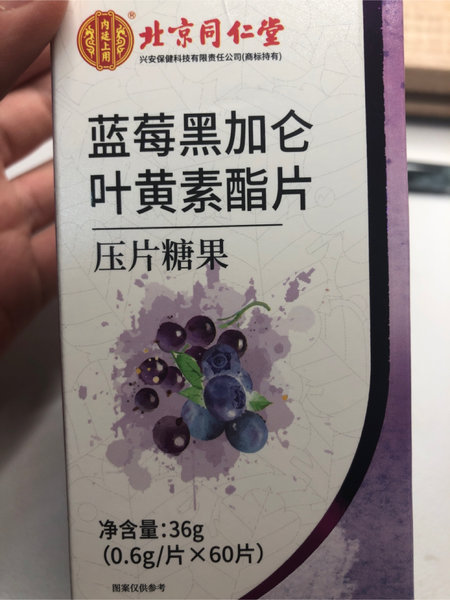 内廷上用
®
北京同仁堂
兴安保健科技有限责任公司(商标持有)
蓝莓黑加仑
叶黄素酯片
压片糖果
净含量:36g
(0.6g/片×60片)
图案仅供参考